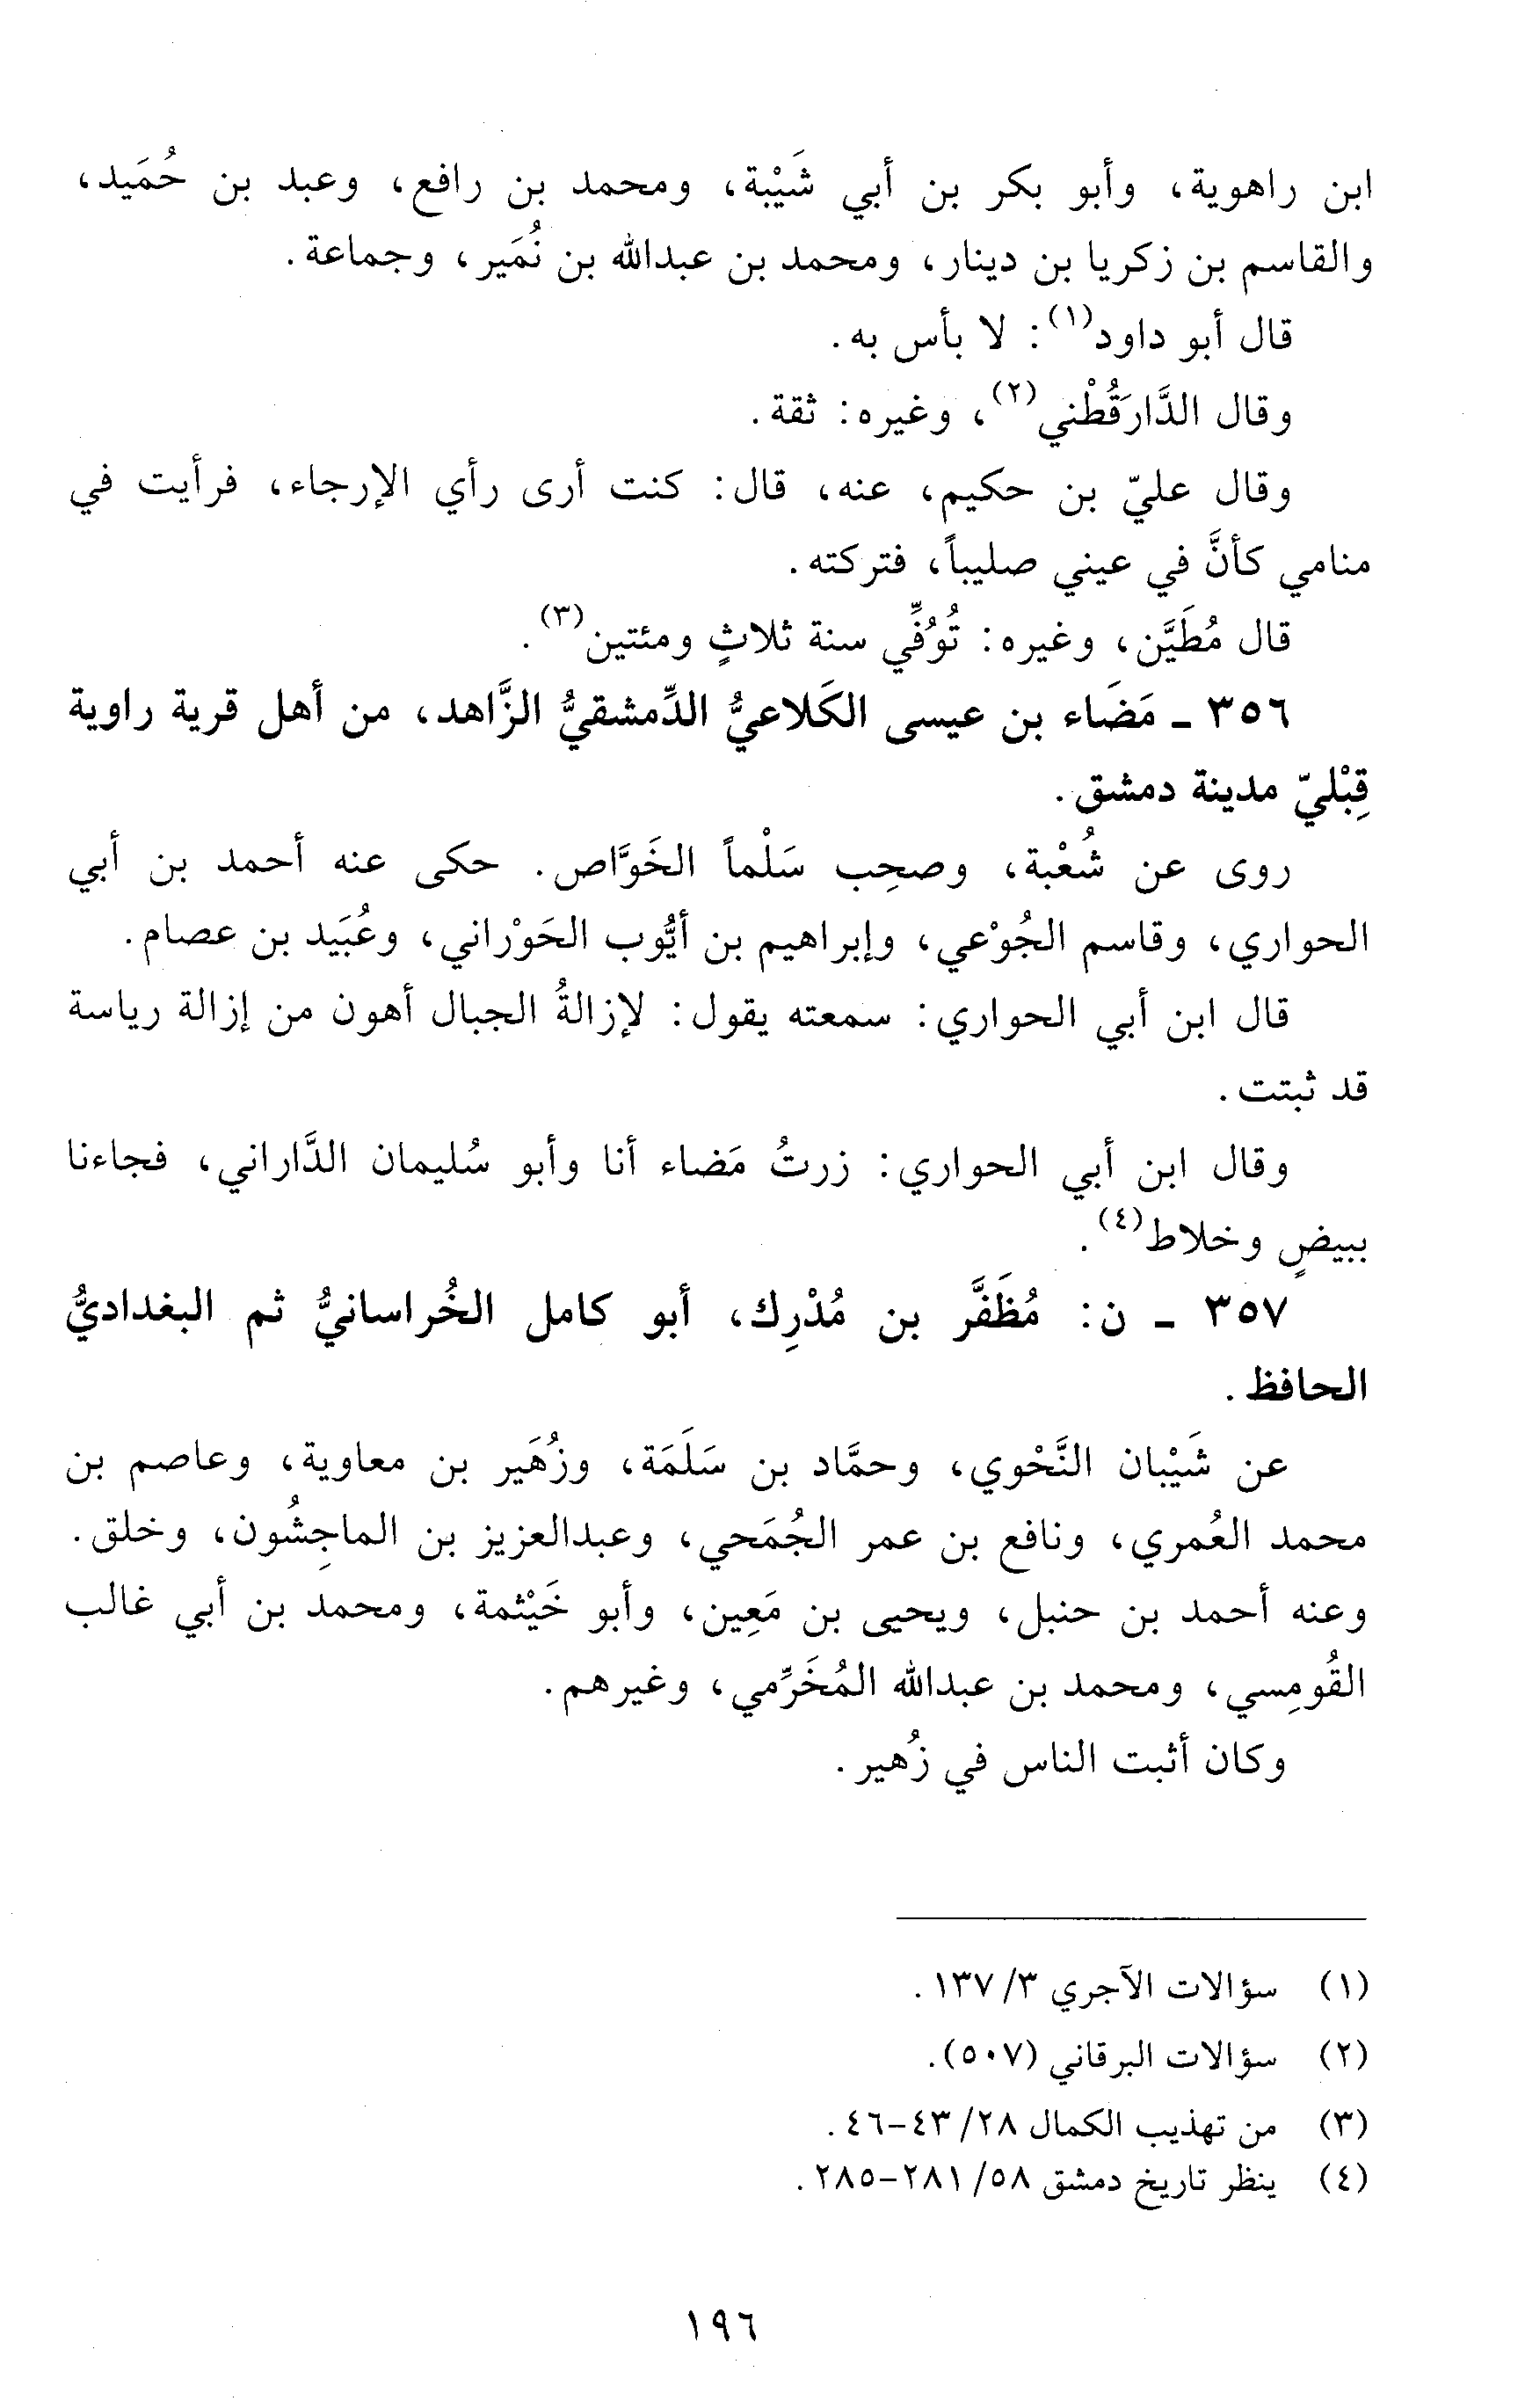 ابن راهوية، وأبو بكر بن أبي شَيْبة، ومحمد بن رافع، وعبد بن حُمَيد،
والقاسم بن زكريا بن دينار، ومحمد بن عبدالله بن نُمَير، وجماعة.
قال أبو داود(١): لا بأس به.
وقال الدَّارَقُطْني(٢)، وغيره: ثقة.
وقال عليّ بن حكيم، عنه، قال: كنت أرى رأي الإرجاء، فرأيت في
منامي كأنَّ في عيني صليباً، فتركته.
قال مُطَيَّن، وغيره: تُوُفِّي سنة ثلاثٍ ومئتين(٣).
٣٥٦ ـ مَضَاء بن عيسى الكَلاعيُّ الدِّمشقيُّ الزَّاهد، من أهل قرية راوية
قِبْليّ مدينة دمشق.
روى عن شُعْبة، وصحِب سَلْماً الخَوَّاص. حكى عنه أحمد بن أبي
الحواري، وقاسم الجُوْعي، وإبراهيم بن أيُّوب الحَوْراني، وعُبَيد بن عصام.
قال ابن أبي الحواري: سمعته يقول: لإزالةُ الجبال أهون من إزالة رياسة
قد ثبتت.
وقال ابن أبي الحواري: زرتُ مَضاء أنا وأبو سُليمان الدَّاراني، فجاءنا
ببيضٍ وخلاط(٤).
٣٥٧ ـ ن: مُظَفَّر بن مُدْرِك، أبو كامل الخُراسانيُّ ثم البغداديُّ
الحافظ.
عن شَيْبان النَّحْوي، وحمَّاد بن سَلَمَة، وزُهَير بن معاوية، وعاصم بن
محمد العُمري، ونافع بن عمر الجُمَحي، وعبدالعزيز بن الماجِشُون، وخلق.
وعنه أحمد بن حنبل، ويحيى بن مَعِين، وأبو خَيْثمة، ومحمد بن أبي غالب
القُومِسي، ومحمد بن عبدالله المُخَرِّمي، وغيرهم.
وكان أثبت الناس في زُهير.
(١) سؤالات الآجري ٣/ ١٣٧.
(٢) سؤالات البرقاني (٥٠٧).
(٣) من تهذيب الكمال ٢٨/ ٤٣-٤٦.
(٤) ينظر تاريخ دمشق ٥٨/ ٢٨١-٢٨٥.
١٩٦